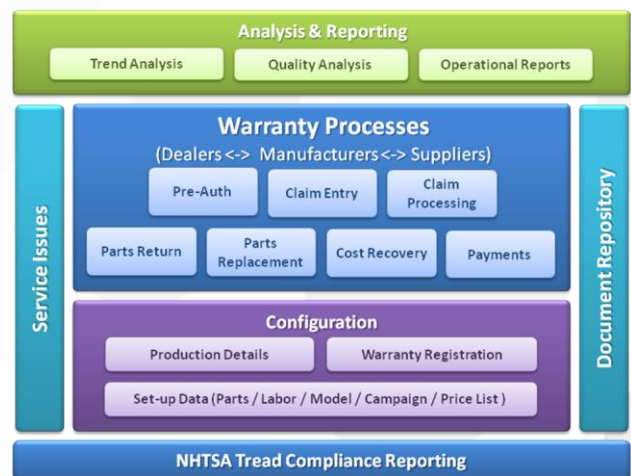 Analysis & Reporting
Trend Analysis
Quality Analysis
Operational Reports
Service Issues
Warranty Processes
(Dealers<-> Manufacturers<-> Suppliers)
Pre-Auth
Claim Entry
Claim
Processing
Parts Return
Parts
Replacement
Cost Recovery
Payments
Document Repository
Configuration
Production Details
Warranty Registration
Set-up Data (Parts / Labor / Model / Campaign / Price List )
NHTSA Tread Compliance Reporting